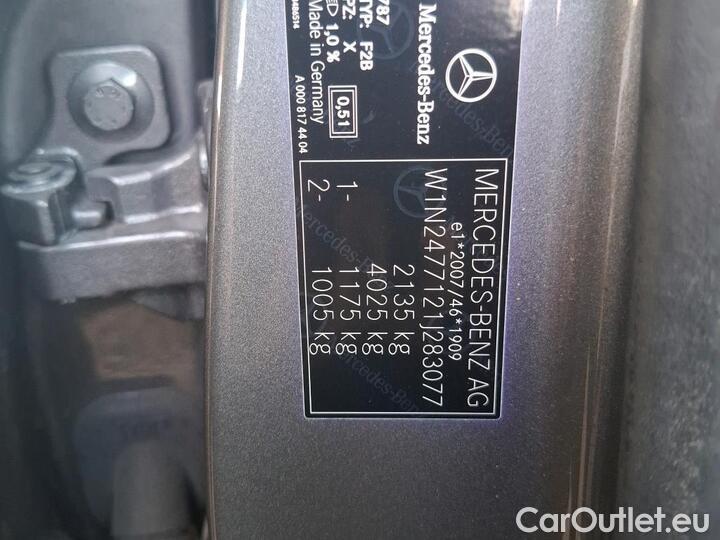 MERCEDES-BENZ AG
e1*2007/46*1909
W1N2477121J283077
2135 kg
4025 kg
1- 1175 kg
2- 1005 kg
Mercedes-Benz
787
TYP: F2B
PZ: X
1,0 %
0,51
Made in Germany
A 000 817 44 04
CarOutlet.eu